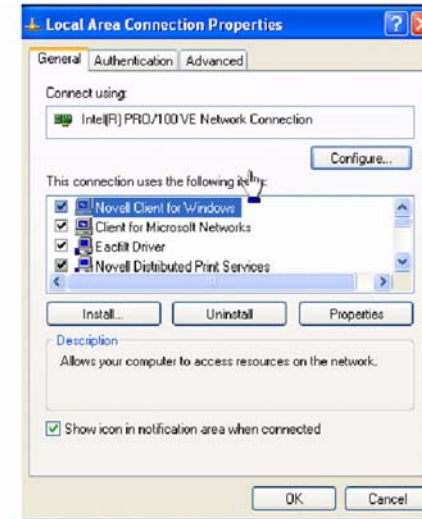 Local Area Connection Properties
General Authentication Advanced
Connect using:
Intel(R) PRO/100 VE Network Connection
Configure...
This connection uses the following
Novell Client for Windows
Client for Microsoft Networks
Eacfilt Driver
Novell Distributed Print Services
Install... Uninstall Properties
Description
Allows your computer to access resources on the network.
Show icon in notification area when connected
OK Cancel